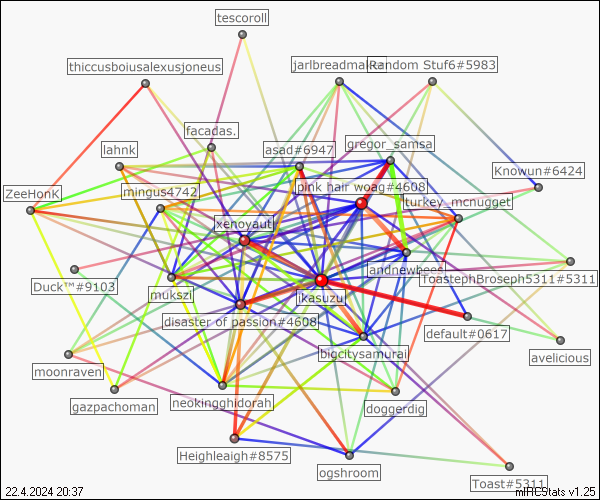 tescoroll
thiccusboiusalexusjoneus
jarlbreadmaker
Random Stuf6#5983
facadas.
lahnk
asad#6947
gregor_samsa
Knowun#6424
ZeeHonk
mingus4742
pink hair woag#4608
turkey_mcnugget
xenoyautj
Duck™#9103
mukszi
ikasuzu
andnewbees
ToastephBroseph5311#5311
disaster of passion#4608
default#0617
bigcitysamurai
avelicious
moonraven
gazpachoman
neokingghidorah
doggerdig
Heighleaigh#8575
ogshroom
Toast#5311
22.4.2024 20:37
mIRCStats v1.25